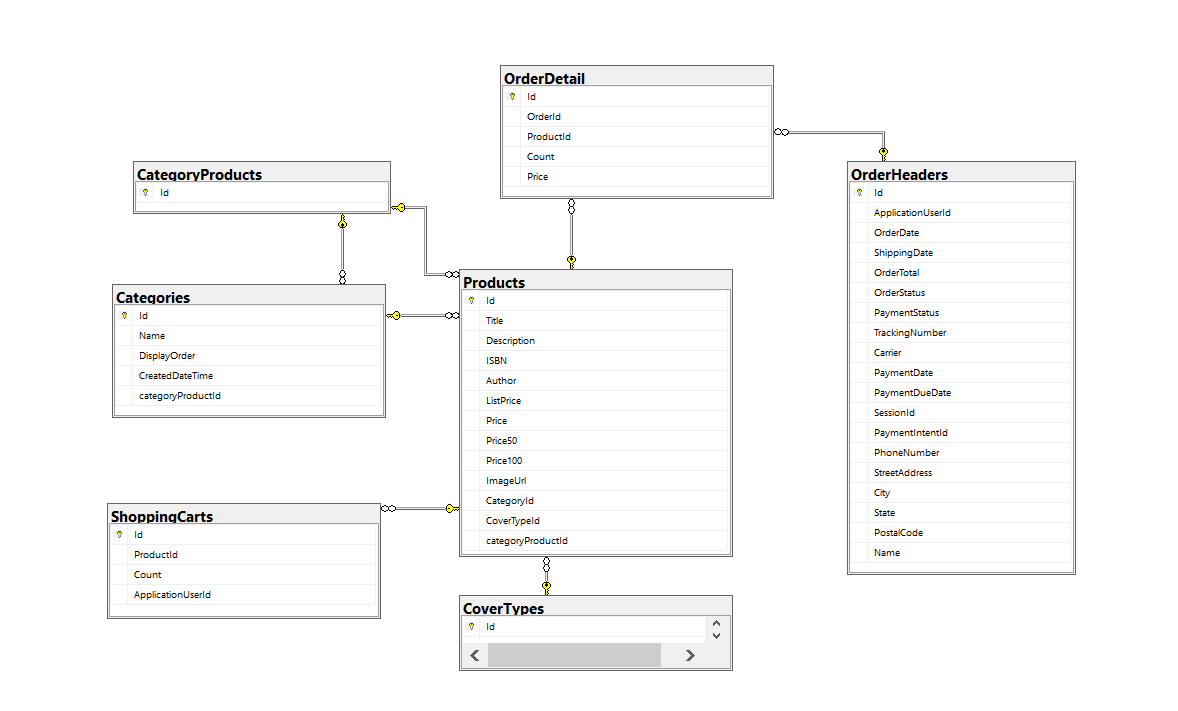 OrderDetail
Id
OrderId
ProductId
Count
Price
CategoryProducts
Id
OrderHeaders
Id
ApplicationUserId
OrderDate
ShippingDate
OrderTotal
OrderStatus
PaymentStatus
TrackingNumber
Carrier
PaymentDate
PaymentDueDate
SessionId
PaymentIntentId
PhoneNumber
StreetAddress
City
State
PostalCode
Name
Categories
Id
Name
DisplayOrder
CreatedDateTime
categoryProductId
Products
Id
Title
Description
ISBN
Author
ListPrice
Price
Price50
Price100
ImageUrl
CategoryId
CoverTypeId
categoryProductId
ShoppingCarts
Id
ProductId
Count
ApplicationUserId
CoverTypes
Id